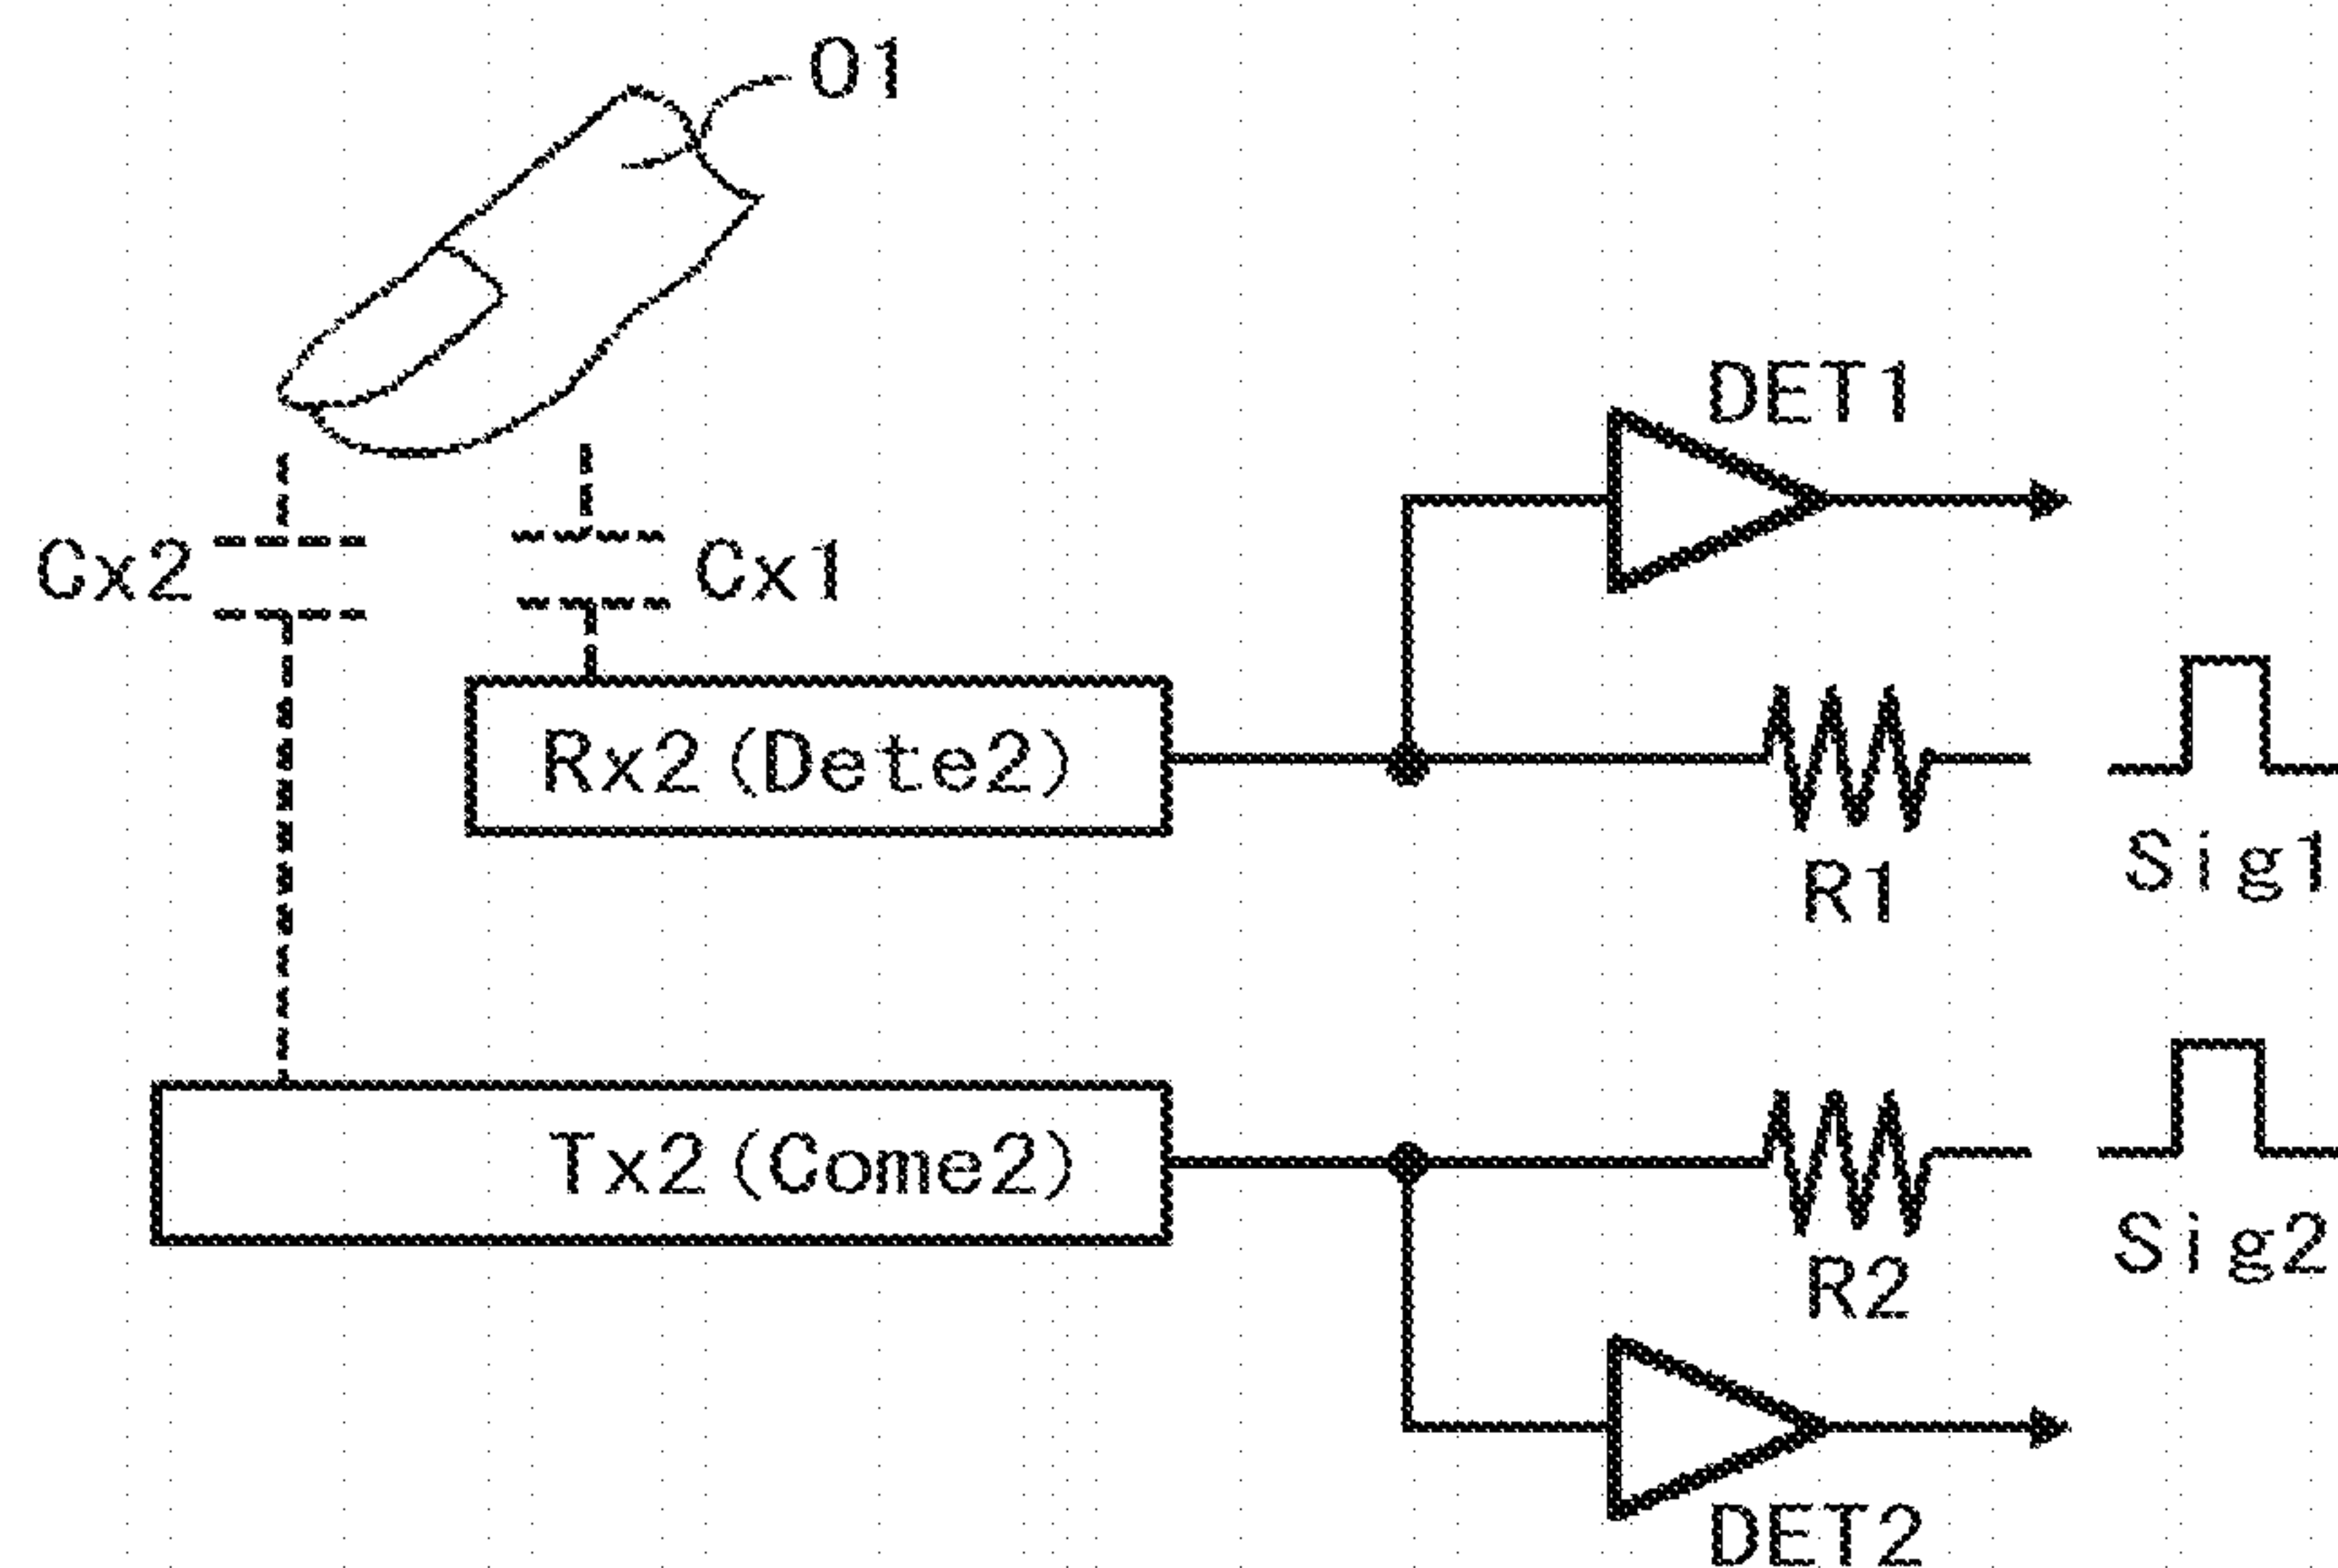 O1
DET1
Cx2
Cx1
Rx2(Dete2)
R1
Sig1
Tx2(Come2)
R2
Sig2
DET2